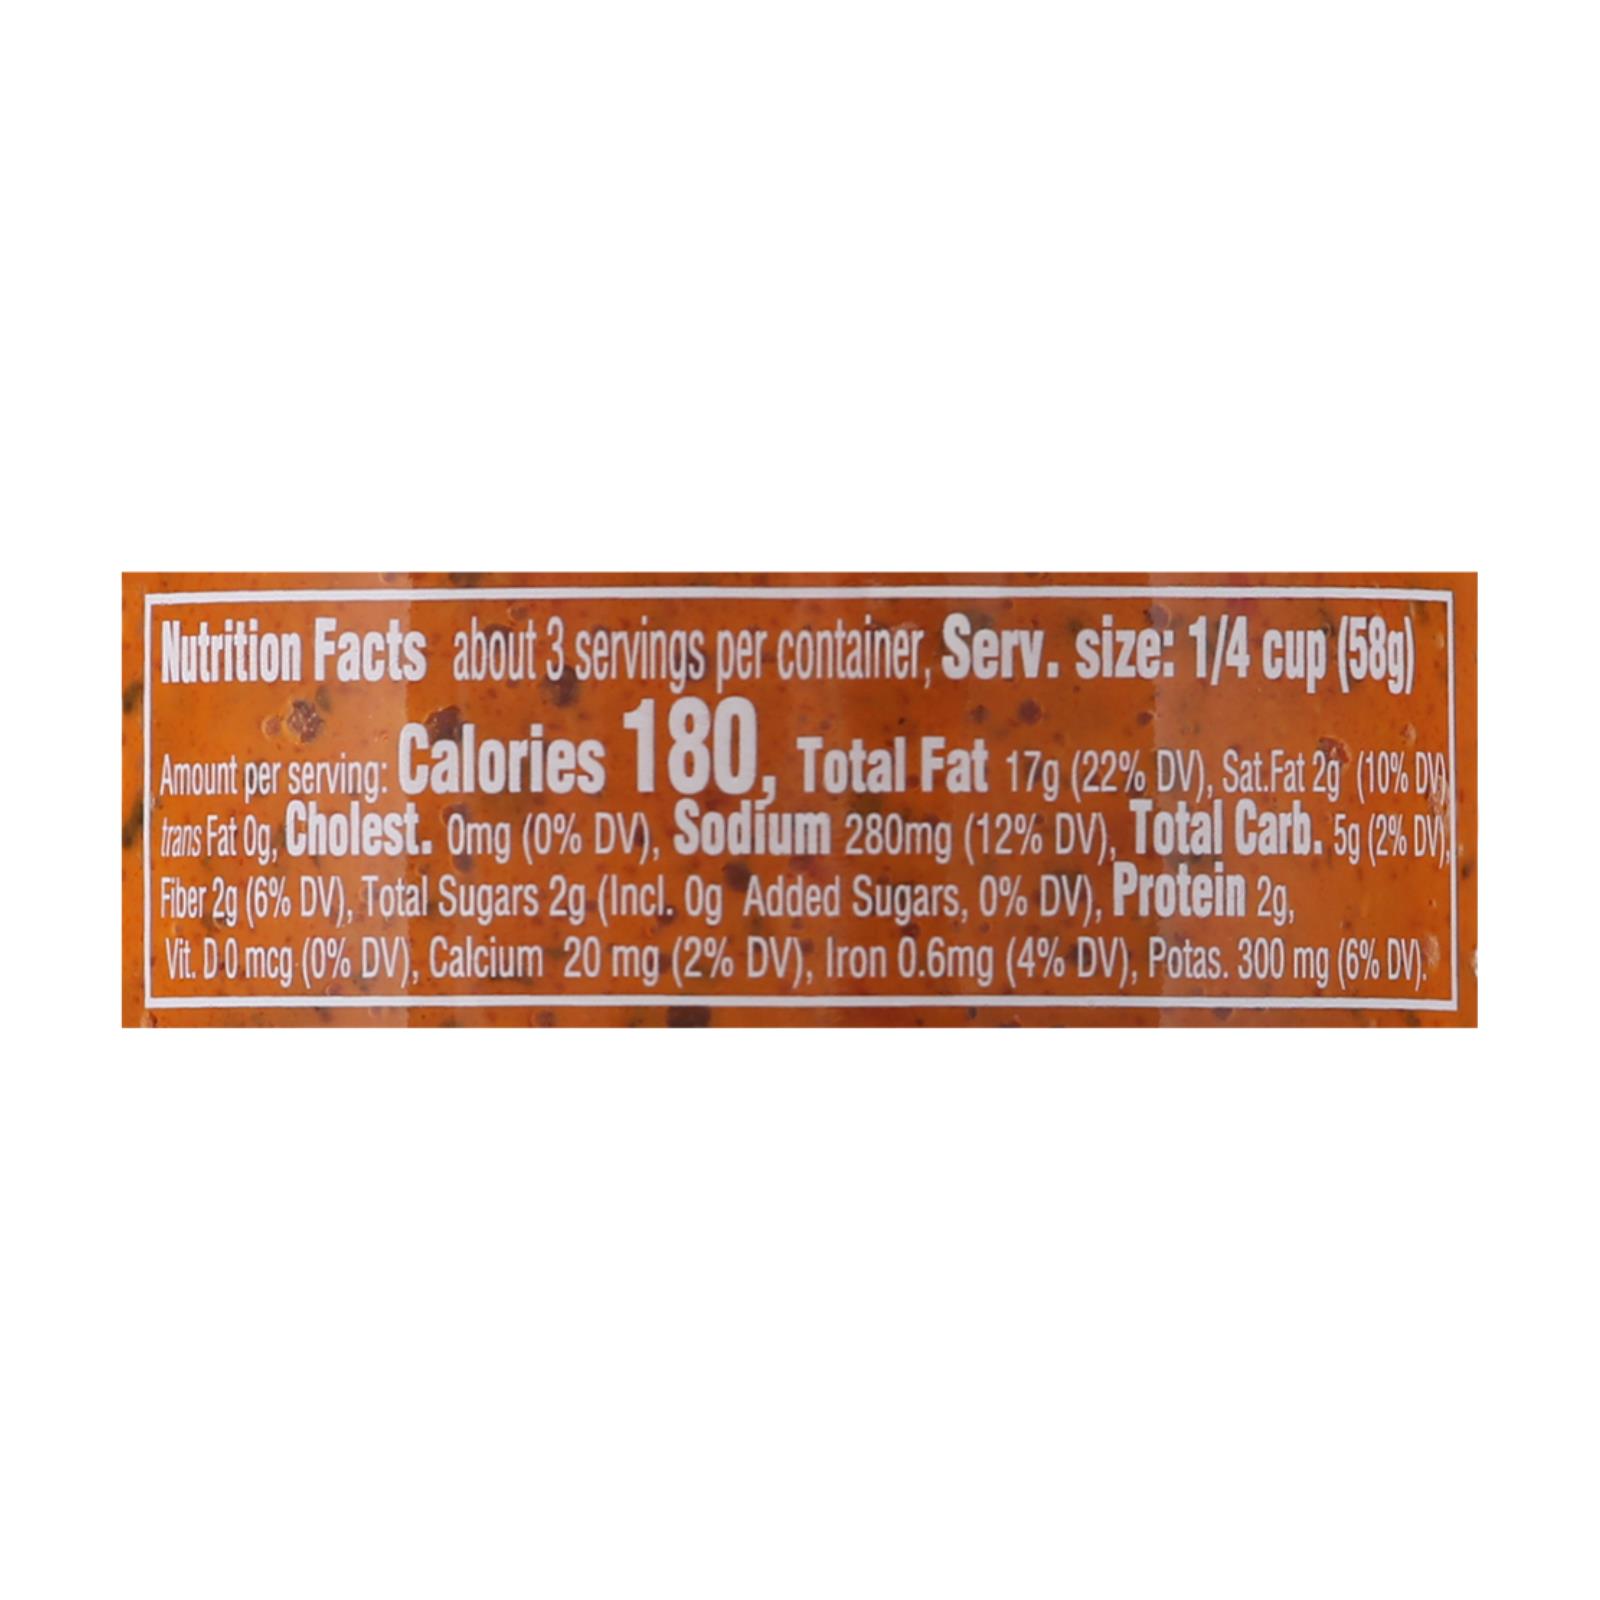 Nutrition Facts about 3 servings per container, Serv. size: 1/4 cup (58g)
Amount per serving: Calories 180, Total Fat 17g (22% DV), Sat.Fat 2g (10% DV),
trans Fat 0g, Cholest. 0mg (0% DV), Sodium 280mg (12% DV), Total Carb. 5g (2% DV),
Fiber 2g (6% DV), Total Sugars 2g (Incl. 0g Added Sugars, 0% DV), Protein 2g,
Vit. D 0 mcg (0% DV), Calcium 20 mg (2% DV), Iron 0.6mg (4% DV), Potas. 300 mg (6% DV).